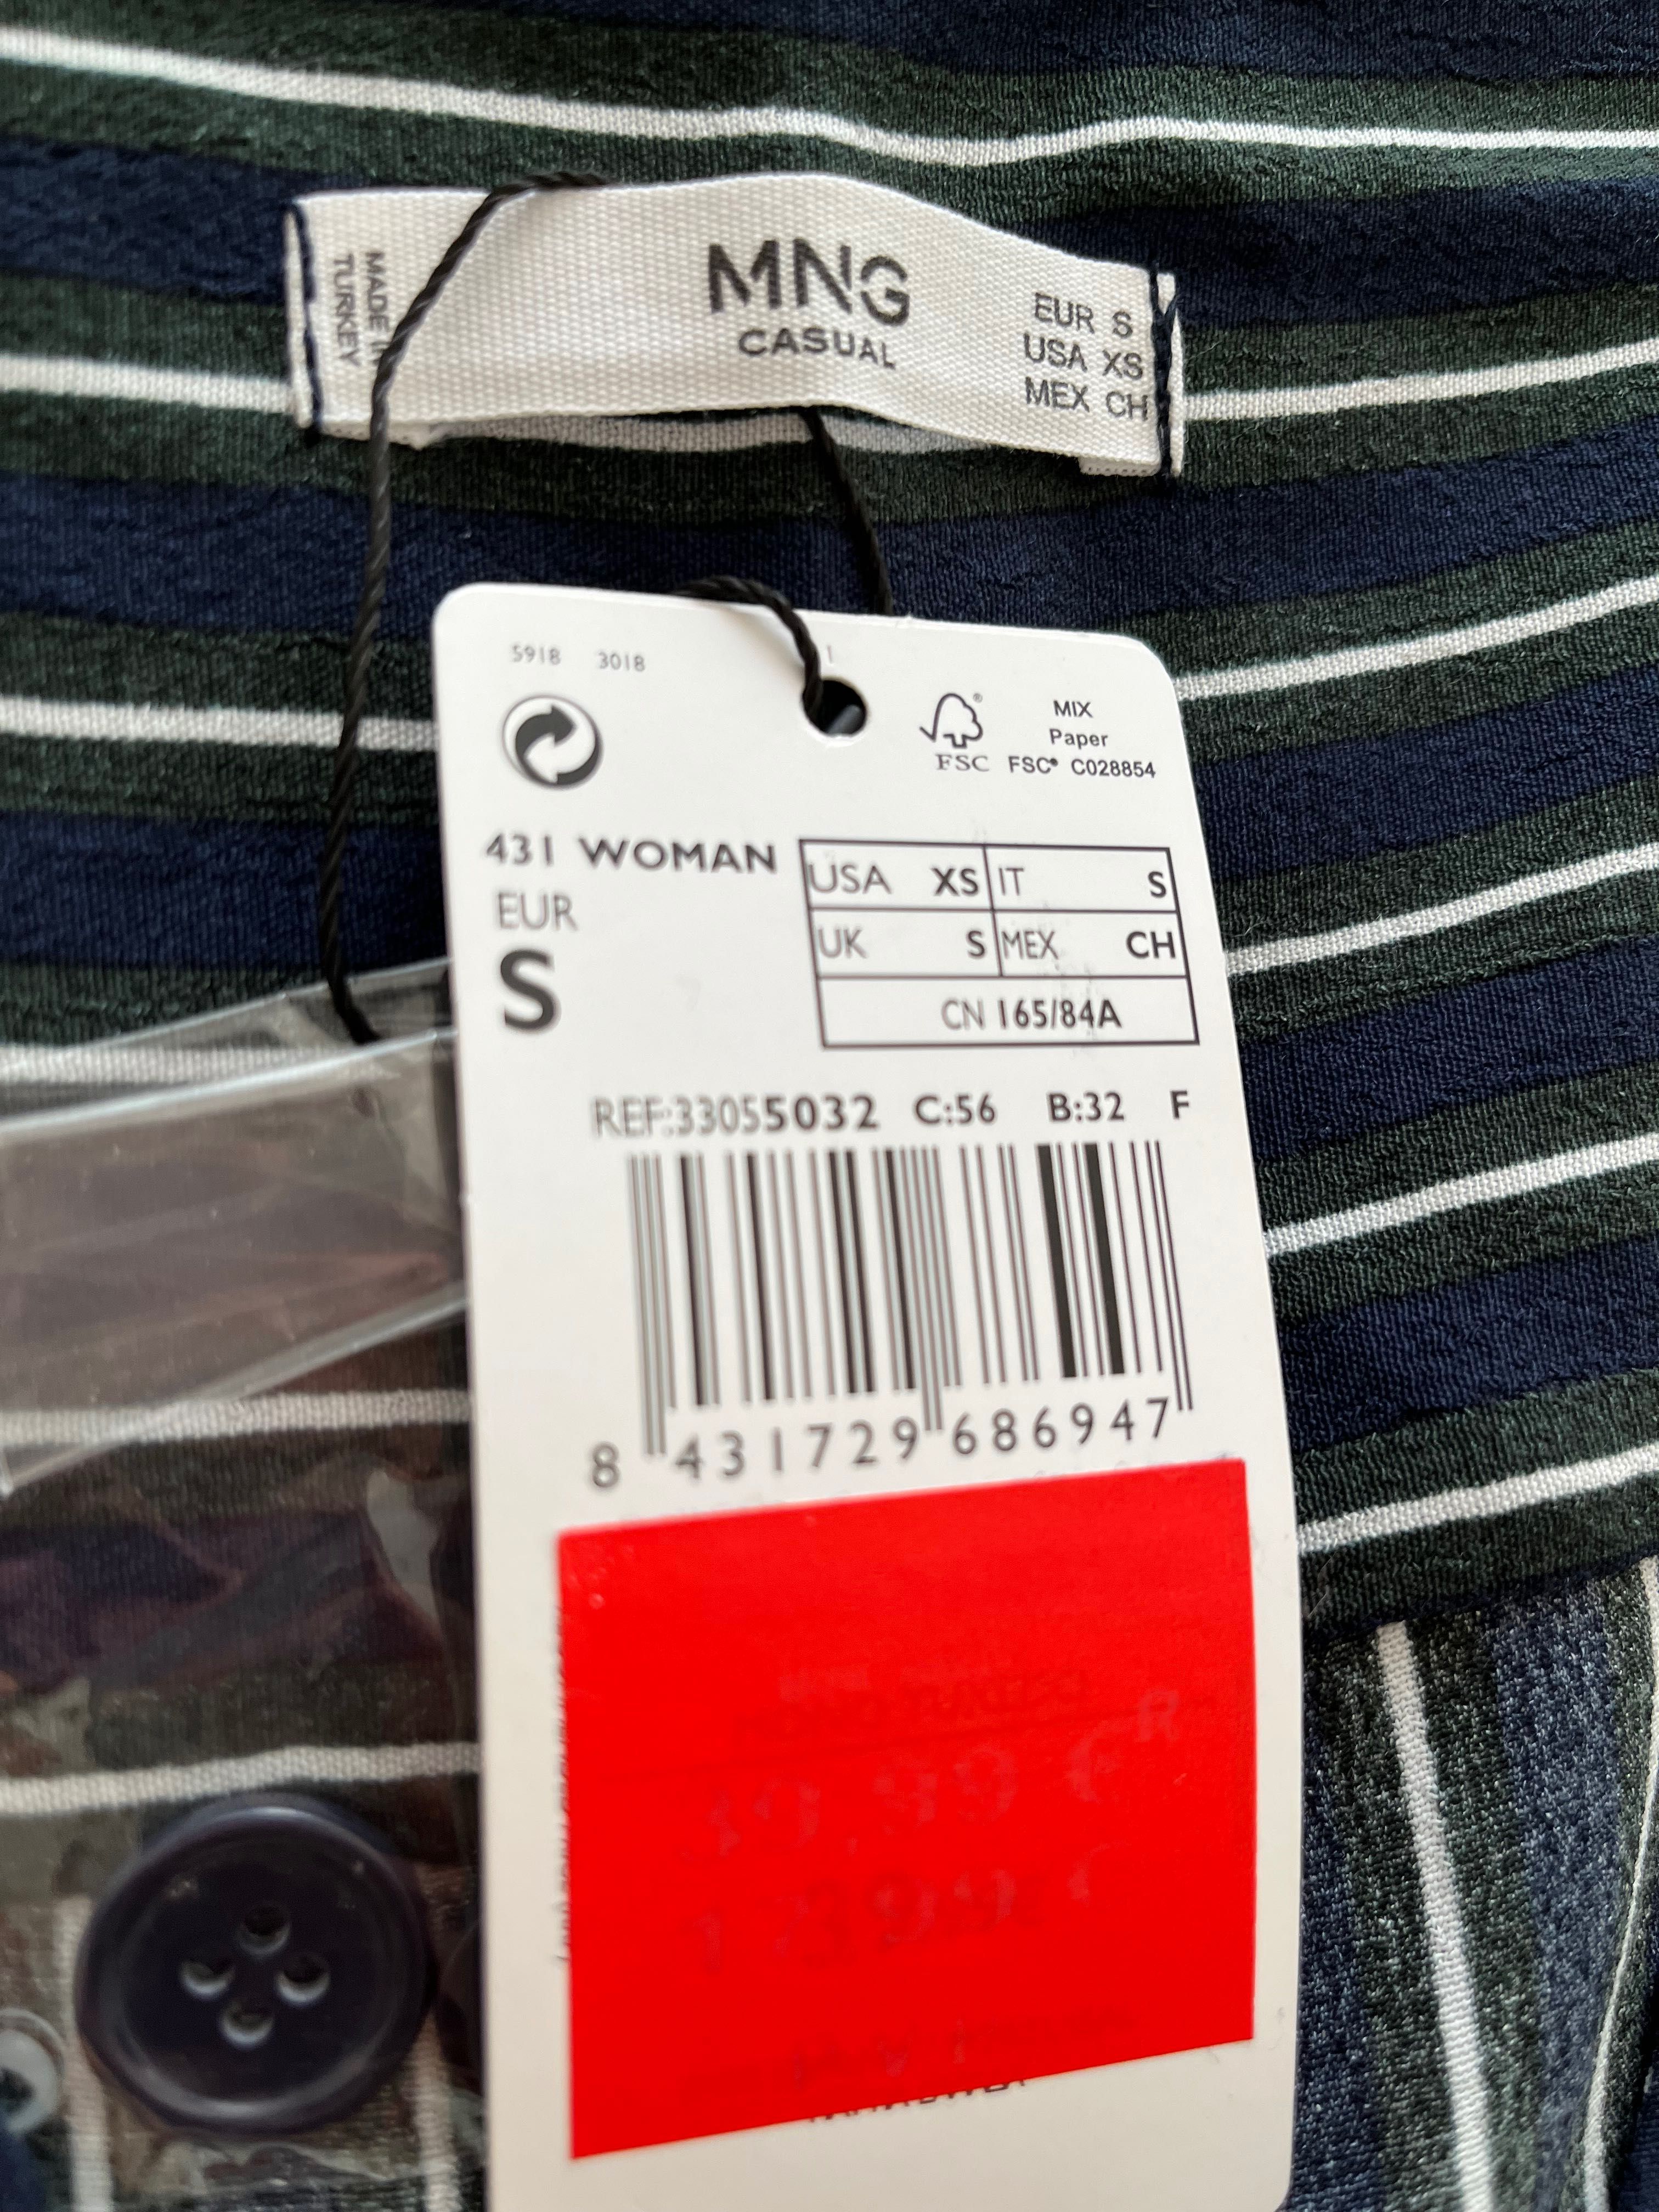 MADE IN
TURKEY
MNG
CASUAL
EUR S
USA XS
MEX CH
5918 3018 1
FSC
MIX
Paper
FSC® C028854
431 WOMAN
EUR
S
USA XS IT S
UK S MEX CH
CN 165/84A
REF:33055032 C:56 B:32 F
8 431729 686947